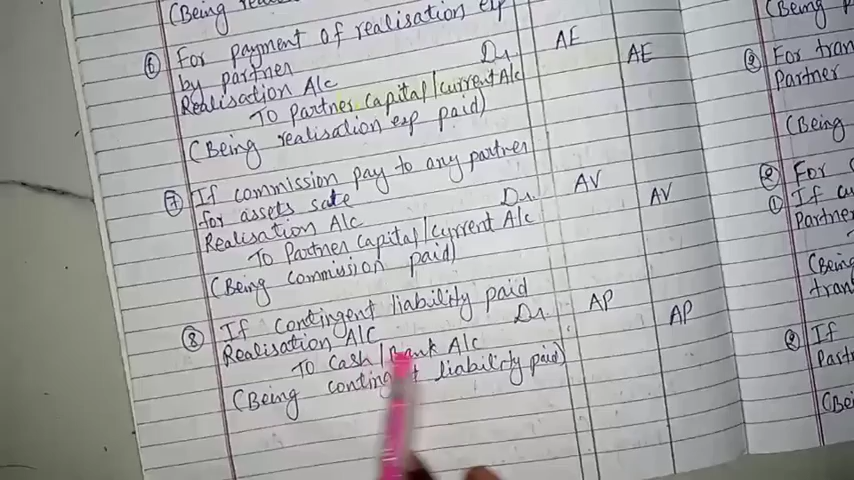 (Being
⑥ For payment of realisation exp
by partner
Realisation A/c Dr AE
To Partner capital/current A/c AE
(Being realisation exp paid)
⑦ If commission pay to any partner
for assets sale
Realisation A/c Dr. AV
To Partner capital/current A/c AV
(Being commission paid)
⑧ If Contingent liability paid
Realisation A/c Dr. AP
To Cash/Bank A/c AP
(Being contingent liability paid)
(Being
② For tran
Partner
(Being
② For
① If cu
Partner
(Being
tran
② If
Partn
(Bei